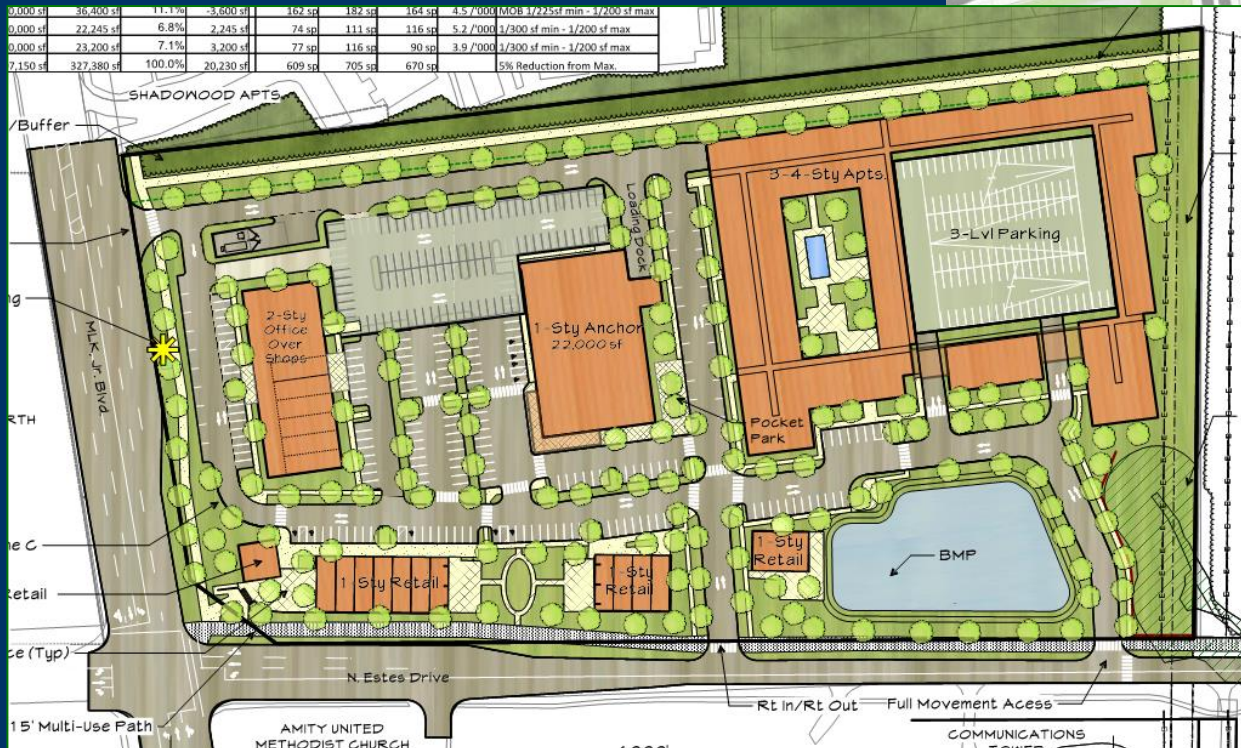 0,000 sf 36,400 sf 11.1% -3,600 sf 162 sp 182 sp 164 sp 4.5 /'000 MOB 1/225sf min - 1/200 sf max
0,000 sf 22,245 sf 6.8% 2,245 sf 74 sp 111 sp 116 sp 5.2 /'000 1/300 sf min - 1/200 sf max
0,000 sf 23,200 sf 7.1% 3,200 sf 77 sp 116 sp 90 sp 3.9 /'000 1/300 sf min - 1/200 sf max
7,150 sf 327,380 sf 100.0% 20,230 sf 609 sp 705 sp 670 sp 5% Reduction from Max.
SHADOWOOD APTS.
/Buffer
3-4-Sty Apts.
Loading Dock
3-Lvl Parking
ng
2-Sty
Office
Over
Shops
1-Sty Anchor
22,000 sf
MLK Jr. Blvd.
RTH
Pocket
Park
ne C
1-Sty
Retail
BMP
Retail
1-Sty Retail
1-Sty
Retail
ce (Typ)
N. Estes Drive
Rt In/Rt Out
Full Movement Acess
15' Multi-Use Path
AMITY UNITED
METHODIST CHURCH
COMMUNICATIONS
TOWER